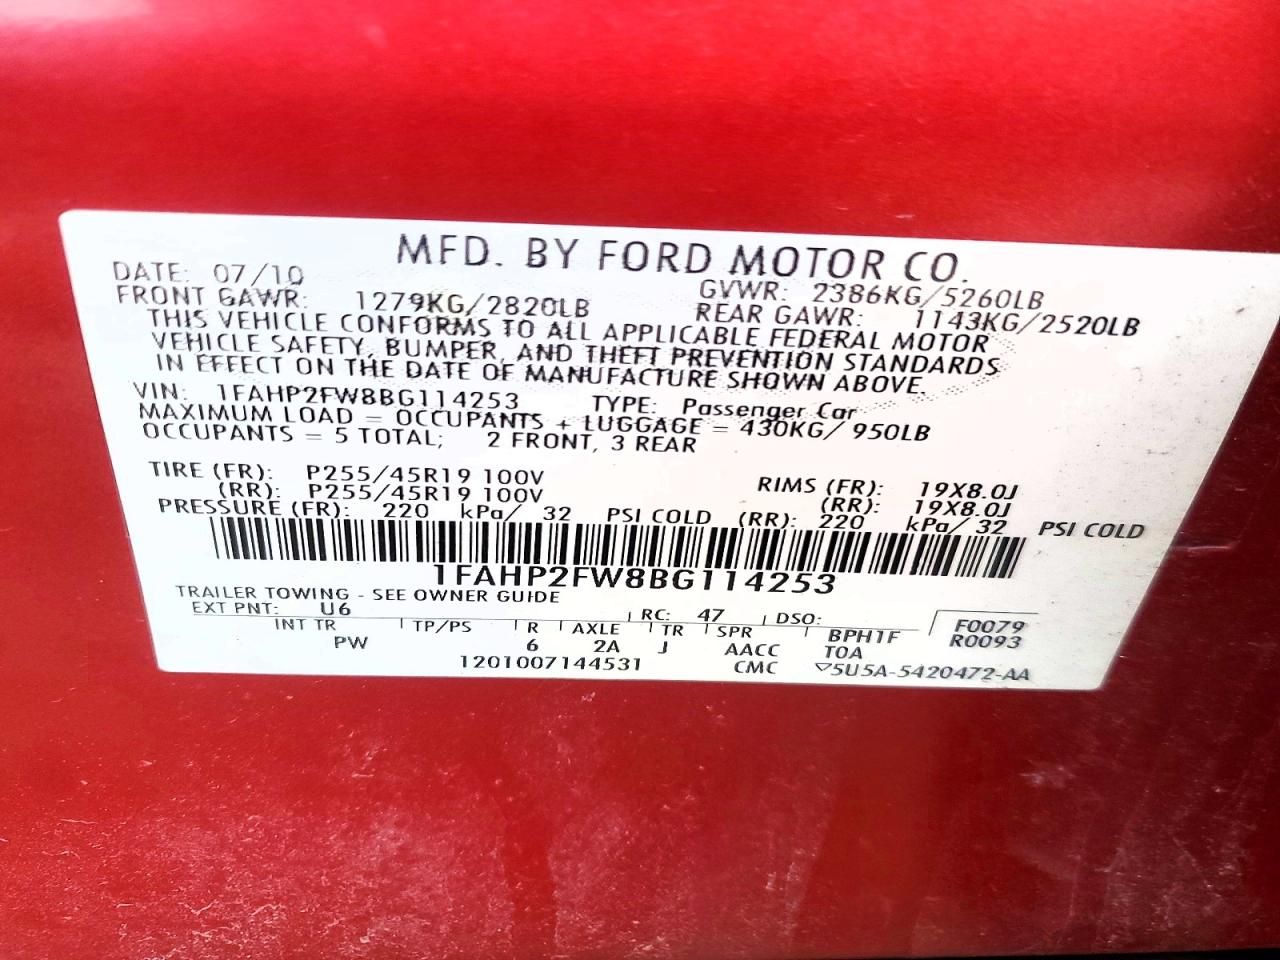 MFD. BY FORD MOTOR CO.
DATE: 07/10 GVWR: 2386KG/5260LB
FRONT GAWR: 1279KG/2820LB REAR GAWR: 1143KG/2520LB
THIS VEHICLE CONFORMS TO ALL APPLICABLE FEDERAL MOTOR
VEHICLE SAFETY, BUMPER, AND THEFT PREVENTION STANDARDS
IN EFFECT ON THE DATE OF MANUFACTURE SHOWN ABOVE.
VIN: 1FAHP2FW8BG114253 TYPE: Passenger Car
MAXIMUM LOAD = OCCUPANTS + LUGGAGE = 430KG/ 950LB
OCCUPANTS = 5 TOTAL; 2 FRONT, 3 REAR
TIRE (FR): P255/45R19 100V RIMS (FR): 19X8.0J
(RR): P255/45R19 100V (RR): 19X8.0J
PRESSURE (FR): 220 kPa/ 32 PSI COLD (RR): 220 kPa/ 32 PSI COLD
1FAHP2FW8BG114253
TRAILER TOWING - SEE OWNER GUIDE
EXT PNT: U6 RC: 47 DSO: F0079
INT TR TP/PS R AXLE TR SPR BPH1F R0093
PW 6 2A J AACC TOA
1201007144531 CMC ▽5U5A-5420472-AA